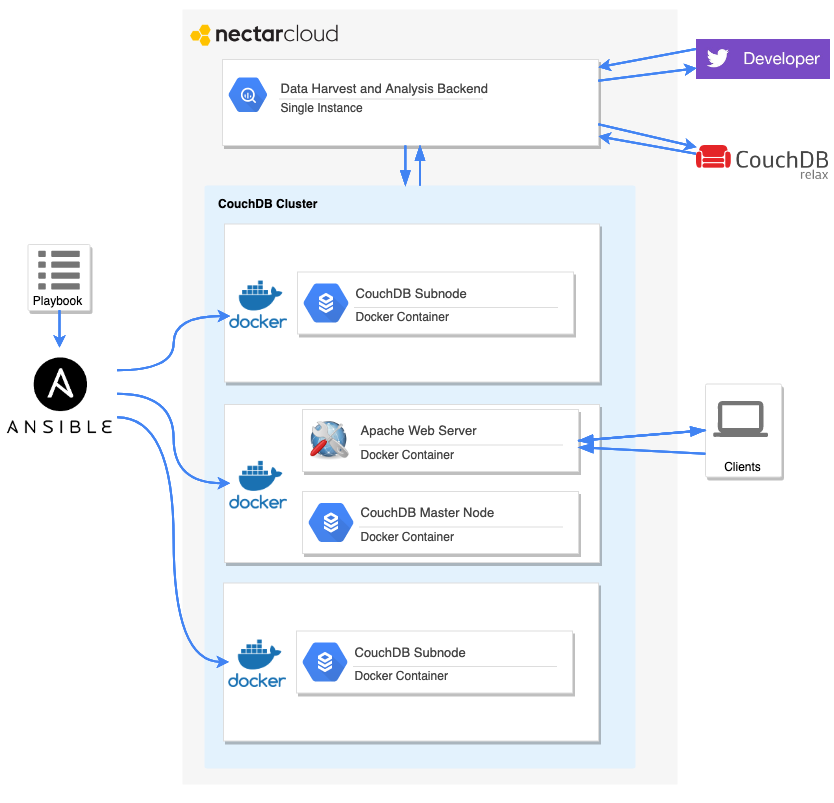 nectarcloud
Data Harvest and Analysis Backend
Single Instance
Developer
CouchDB
relax
CouchDB Cluster
Playbook
ANSIBLE
docker
CouchDB Subnode
Docker Container
docker
Apache Web Server
Docker Container
CouchDB Master Node
Docker Container
Clients
docker
CouchDB Subnode
Docker Container